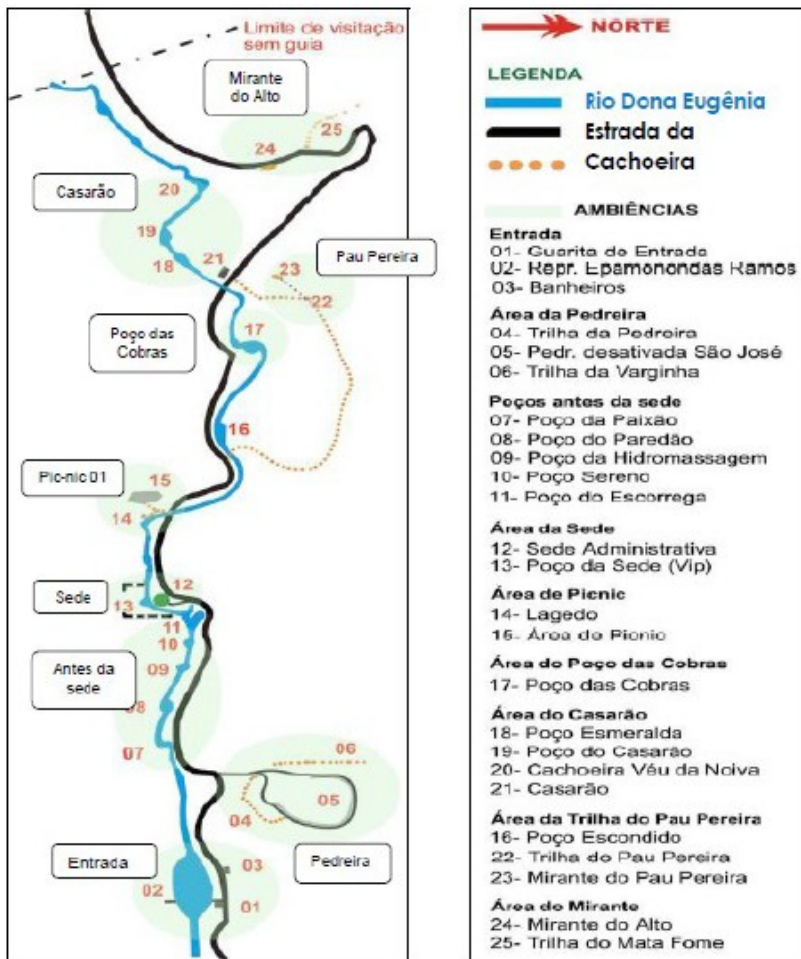 Limite de visitação
sem guia
Mirante
do Alto
25
24
Casarão
20
19
18
21
23
Pau Pereira
22
Poço das
Cobras
17
16
Pic-nic 01
15
14
Sede
12
13
11
10
Antes da
sede
09
08
07
06
05
04
Entrada
03
Pedreira
02
01
NORTE
LEGENDA
Rio Dona Eugênia
Estrada da
Cachoeira
AMBIÊNCIAS
Entrada
01- Guarita de Entrada
02- Repr. Epamonondas Ramos
03- Banheiros
Área da Pedreira
04- Trilha da Pedreira
05- Pedr. desativada São José
06- Trilha da Varginha
Poços antes da sede
07- Poço da Paixão
08- Poço do Paredão
09- Poço da Hidromassagem
10- Poço Sereno
11- Poço do Escorrega
Área da Sede
12- Sede Administrativa
13- Poço da Sede (Vip)
Área de Picnic
14- Lagedo
15- Área de Picnic
Área do Poço das Cobras
17- Poço das Cobras
Área do Casarão
18- Poço Esmeralda
19- Poço do Casarão
20- Cachoeira Véu da Noiva
21- Casarão
Área da Trilha do Pau Pereira
16- Poço Escondido
22- Trilha do Pau Pereira
23- Mirante do Pau Pereira
Área do Mirante
24- Mirante do Alto
25- Trilha do Mata Fome